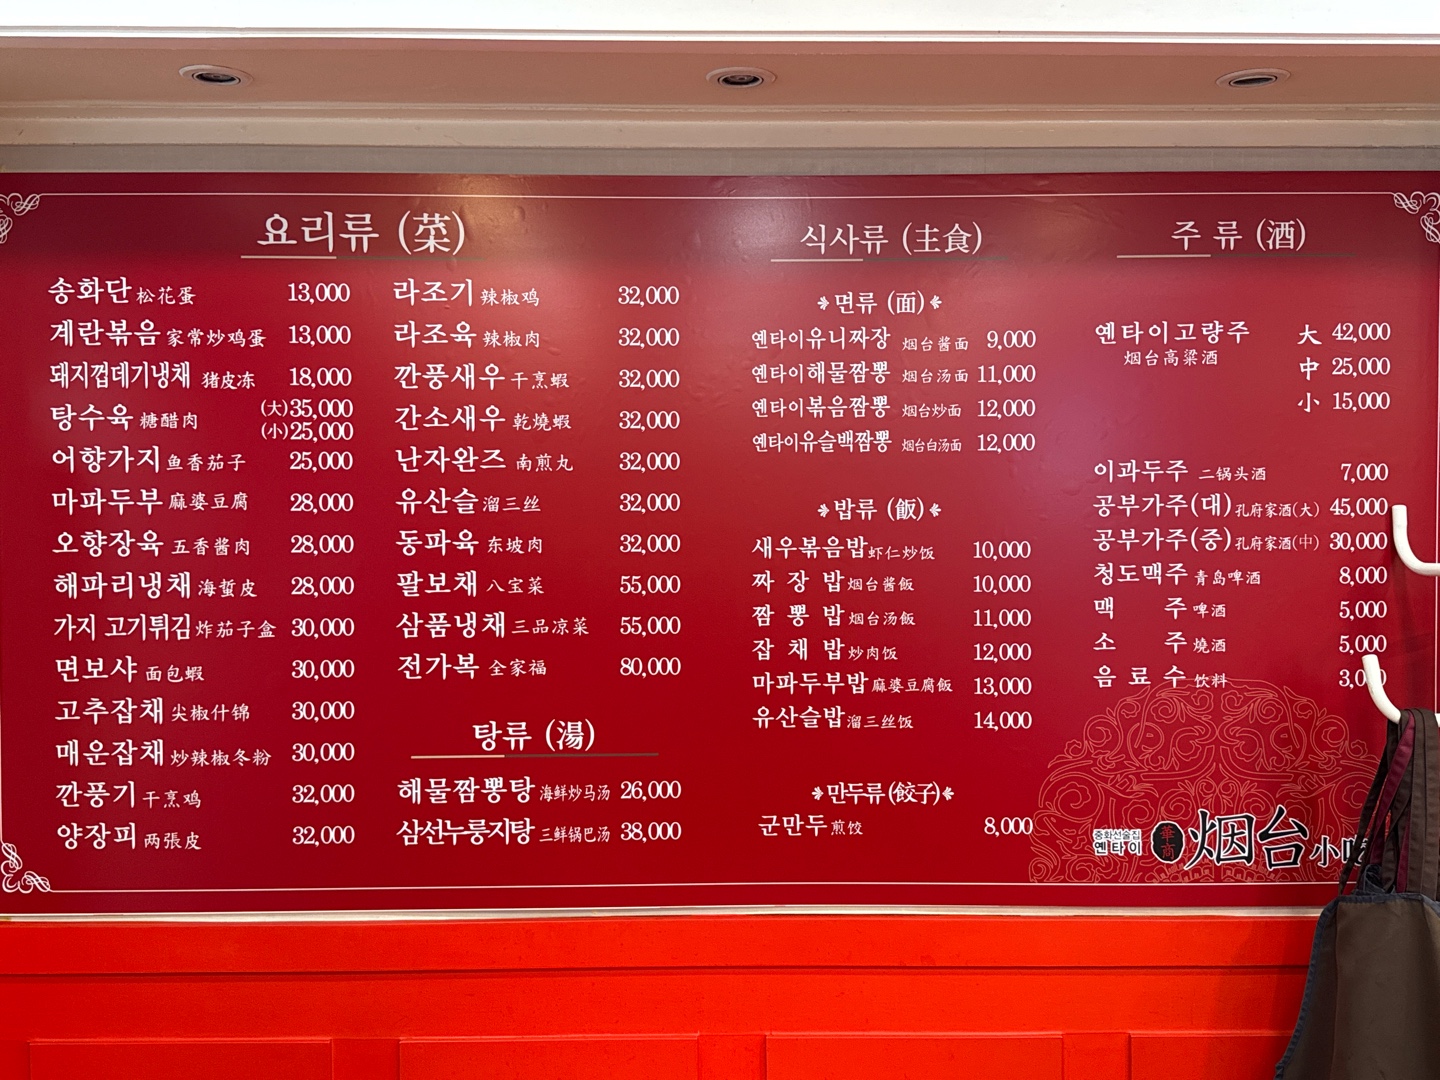 요리류 (菜)
송화단 松花蛋 13,000
계란볶음 家常炒鸡蛋 13,000
돼지껍데기냉채 猪皮冻 18,000
탕수육 糖醋肉 (大)35,000
(小)25,000
어향가지 鱼香茄子 25,000
마파두부 麻婆豆腐 28,000
오향장육 五香酱肉 28,000
해파리냉채 海蜇皮 28,000
가지 고기튀김 炸茄子盒 30,000
면보샤 面包蝦 30,000
고추잡채 尖椒什锦 30,000
매운잡채 炒辣椒冬粉 30,000
깐풍기 干烹鸡 32,000
양장피 两張皮 32,000
라조기 辣椒鸡 32,000
라조육 辣椒肉 32,000
깐풍새우 干烹蝦 32,000
간소새우 乾燒蝦 32,000
난자완즈 南煎丸 32,000
유산슬 溜三丝 32,000
동파육 东坡肉 32,000
팔보채 八宝菜 55,000
삼품냉채 三品凉菜 55,000
전가복 全家福 80,000
탕류 (湯)
해물짬뽕탕 海鲜炒马汤 26,000
삼선누룽지탕 三鲜锅巴汤 38,000
식사류 (主食)
면류 (面)
옌타이유니짜장 烟台酱面 9,000
옌타이해물짬뽕 烟台汤面 11,000
옌타이볶음짬뽕 烟台炒面 12,000
옌타이유슬백짬뽕 烟台白汤面 12,000
밥류 (飯)
새우볶음밥 虾仁炒饭 10,000
짜 장 밥 烟台酱飯 10,000
짬 뽕 밥 烟台汤飯 11,000
잡 채 밥 炒肉饭 12,000
마파두부밥 麻婆豆腐飯 13,000
유산슬밥 溜三丝饭 14,000
만두류 (餃子)
군만두 煎饺 8,000
주 류 (酒)
옌타이고량주 大 42,000
烟台高粱酒
中 25,000
小 15,000
이과두주 二锅头酒 7,000
공부가주(대) 孔府家酒(大) 45,000
공부가주(중) 孔府家酒(中) 30,000
청도맥주 青岛啤酒 8,000
맥 주 啤酒 5,000
소 주 燒酒 5,000
음 료 수 饮料
중화선술집
옌타이
華商
烟台小